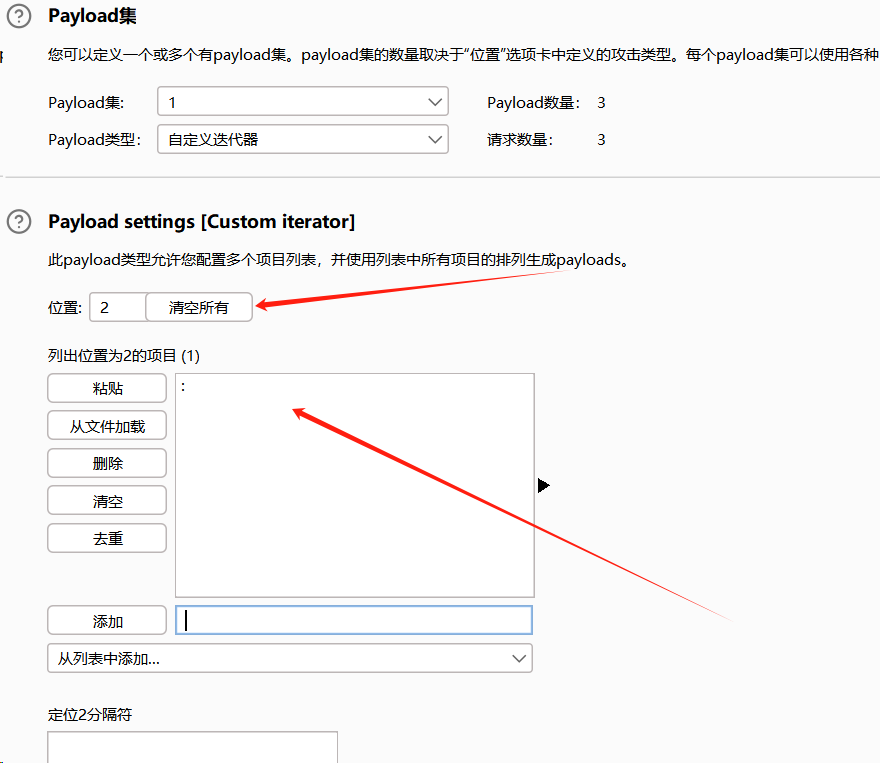 Payload集
您可以定义一个或多个有payload集。payload集的数量取决于“位置”选项卡中定义的攻击类型。每个payload集可以使用各种
Payload集: 1 Payload数量: 3
Payload类型: 自定义迭代器 请求数量: 3
Payload settings [Custom iterator]
此payload类型允许您配置多个项目列表，并使用列表中所有项目的排列生成payloads。
位置: 2 清空所有
列出位置为2的项目 (1)
粘贴 :
从文件加载
删除
清空
去重
添加
从列表中添加...
定位2分隔符